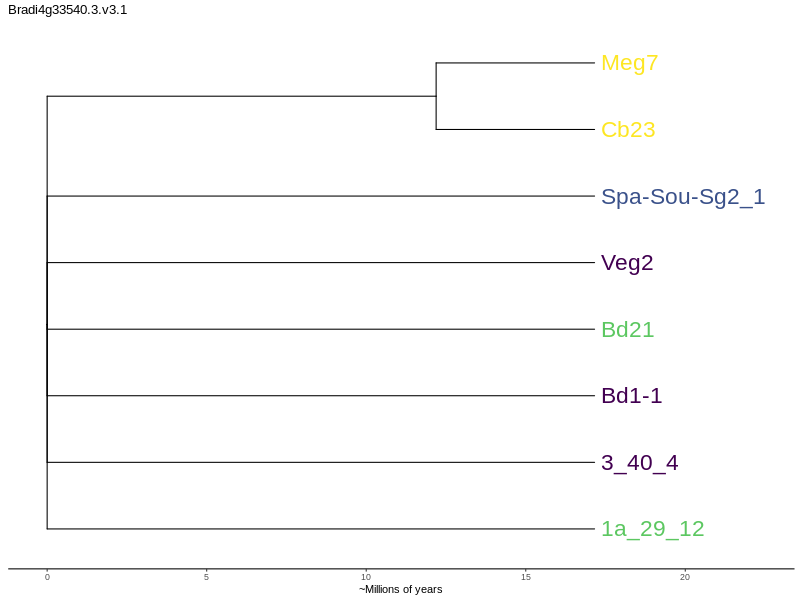 Bradi4g33540.3.v3.1
Meg7
Cb23
Spa-Sou-Sg2_1
Veg2
Bd21
Bd1-1
3_40_4
1a_29_12
0 5 10 15 20
~Millions of years